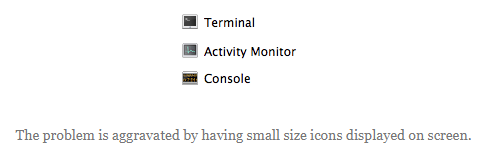 Terminal
Activity Monitor
Console
The problem is aggravated by having small size icons displayed on screen.